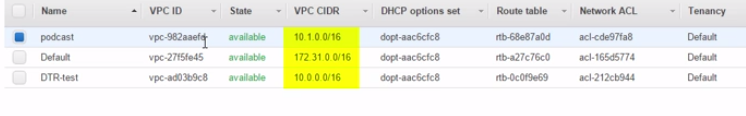 Name VPC ID State VPC CIDR DHCP options set Route table Network ACL Tenancy
podcast vpc-982aaefd available 10.1.0.0/16 dopt-aac6cfc8 rtb-68e87a0d acl-cde97fa8 Default
Default vpc-27f5fe45 available 172.31.0.0/16 dopt-aac6cfc8 rtb-a27c76c0 acl-165d5774 Default
DTR-test vpc-ad03b9c8 available 10.0.0.0/16 dopt-aac6cfc8 rtb-0c0f9e69 acl-212cb944 Default